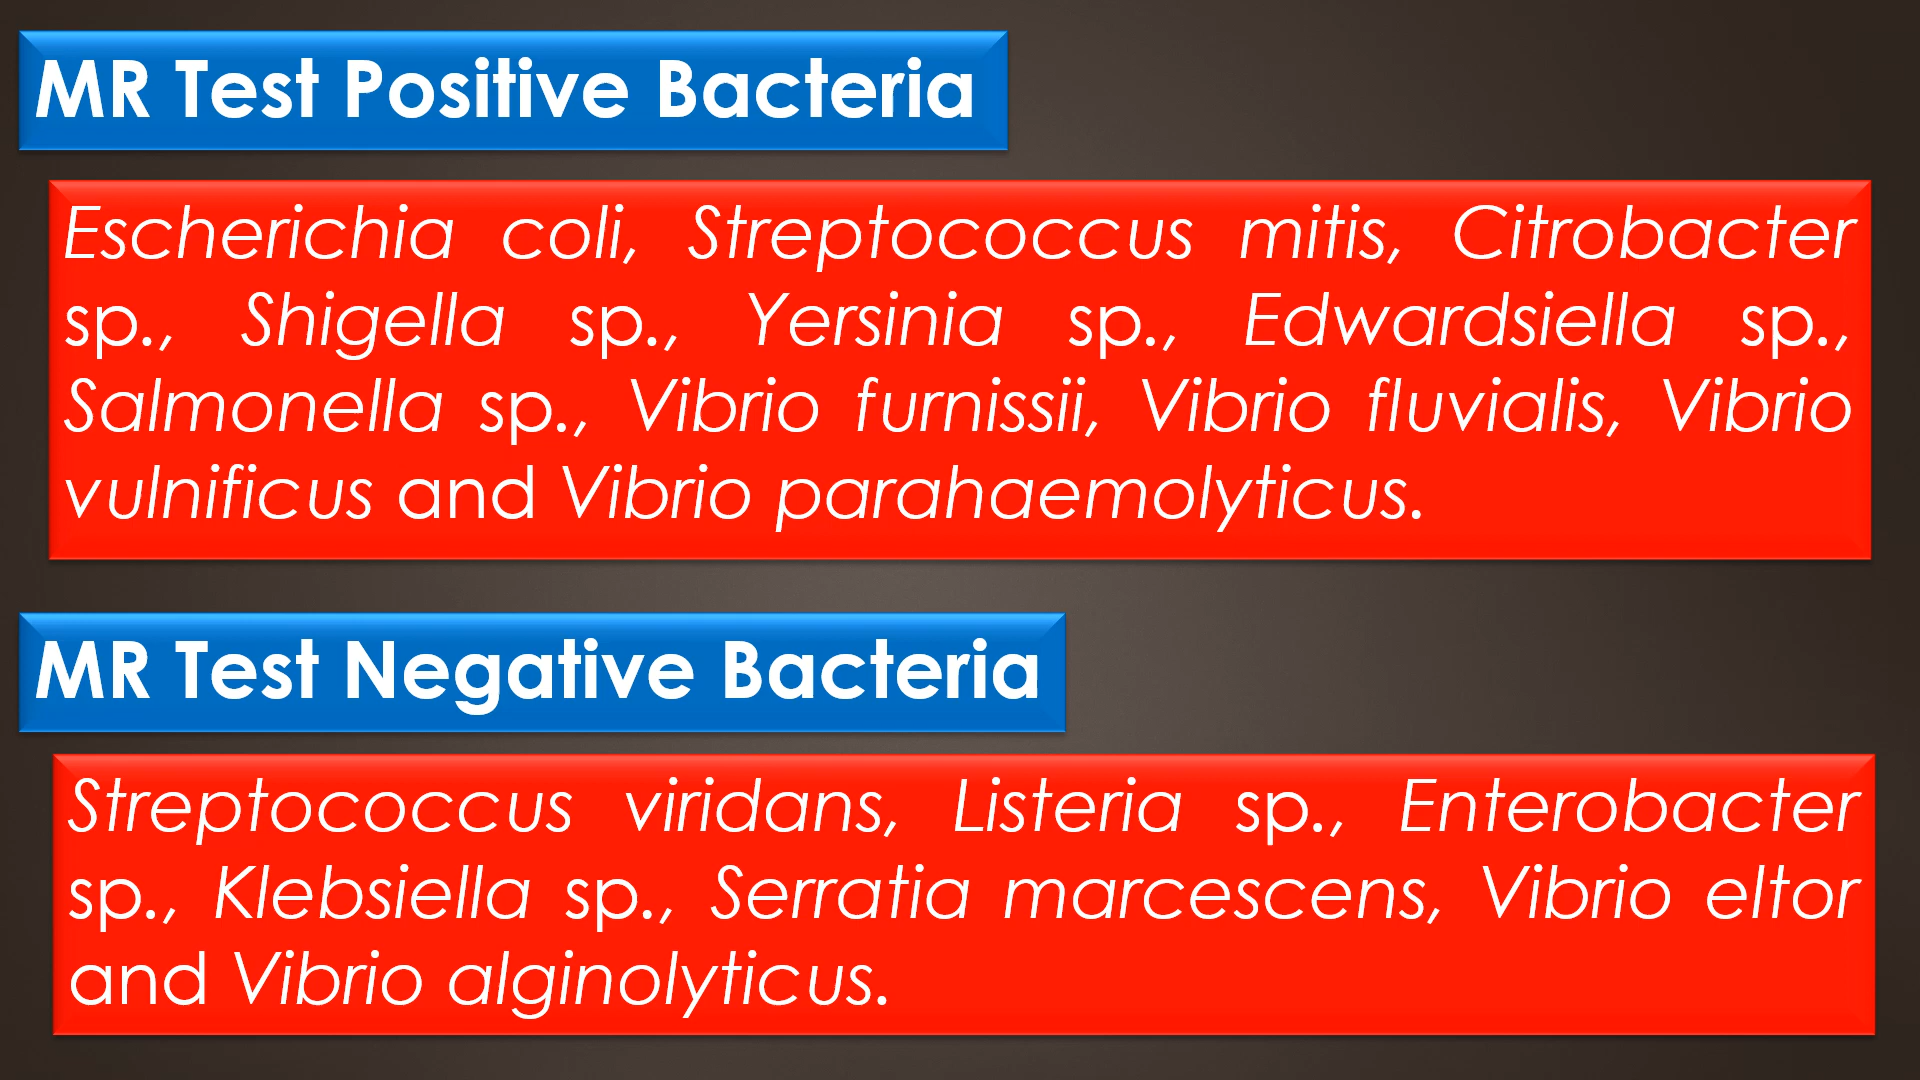 MR Test Positive Bacteria
Escherichia coli, Streptococcus mitis, Citrobacter
sp., Shigella sp., Yersinia sp., Edwardsiella sp.,
Salmonella sp., Vibrio furnissii, Vibrio fluvialis, Vibrio
vulnificus and Vibrio parahaemolyticus.
MR Test Negative Bacteria
Streptococcus viridans, Listeria sp., Enterobacter
sp., Klebsiella sp., Serratia marcescens, Vibrio eltor
and Vibrio alginolyticus.